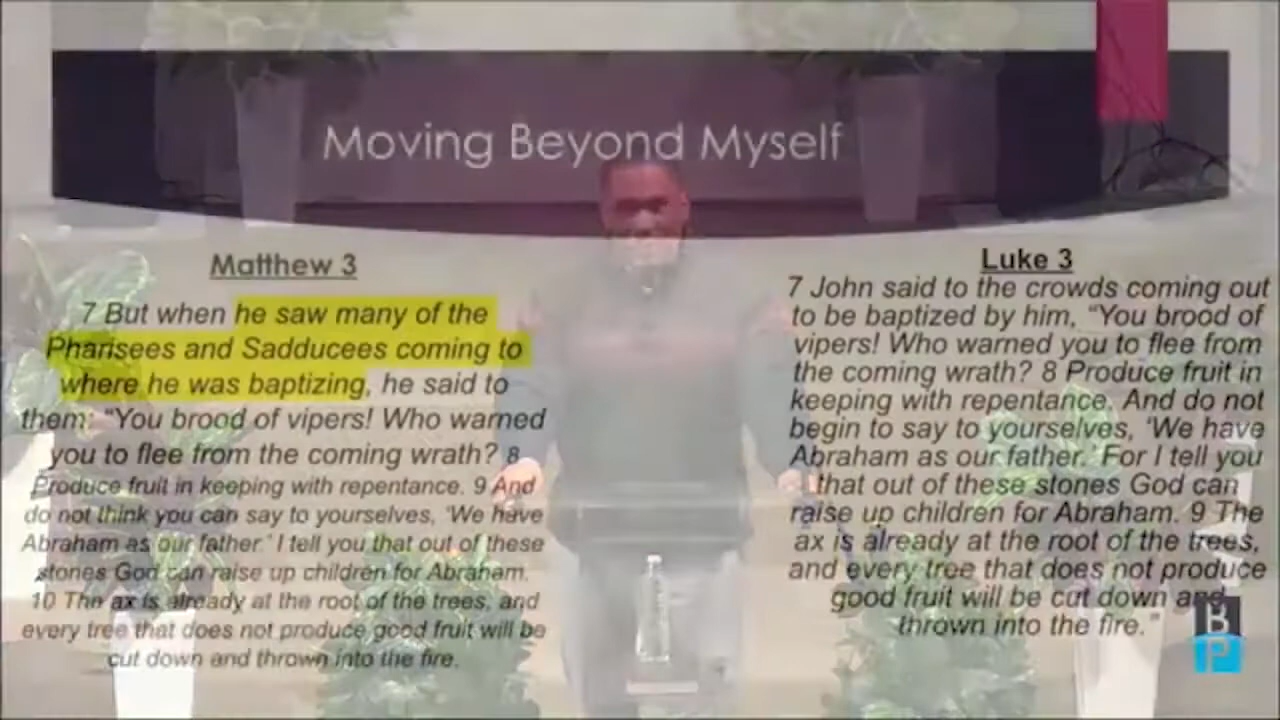 Moving Beyond Myself
Matthew 3
7 But when he saw many of the
Pharisees and Sadducees coming to
where he was baptizing, he said to
them: “You brood of vipers! Who warned
you to flee from the coming wrath? 8
Produce fruit in keeping with repentance. 9 And
do not think you can say to yourselves, ‘We have
Abraham as our father.’ I tell you that out of these
stones God can raise up children for Abraham.
10 The ax is already at the root of the trees, and
every tree that does not produce good fruit will be
cut down and thrown into the fire.
Luke 3
7 John said to the crowds coming out
to be baptized by him, “You brood of
vipers! Who warned you to flee from
the coming wrath? 8 Produce fruit in
keeping with repentance. And do not
begin to say to yourselves, ‘We have
Abraham as our father.’ For I tell you
that out of these stones God can
raise up children for Abraham. 9 The
ax is already at the root of the trees,
and every tree that does not produce
good fruit will be cut down and
thrown into the fire.”